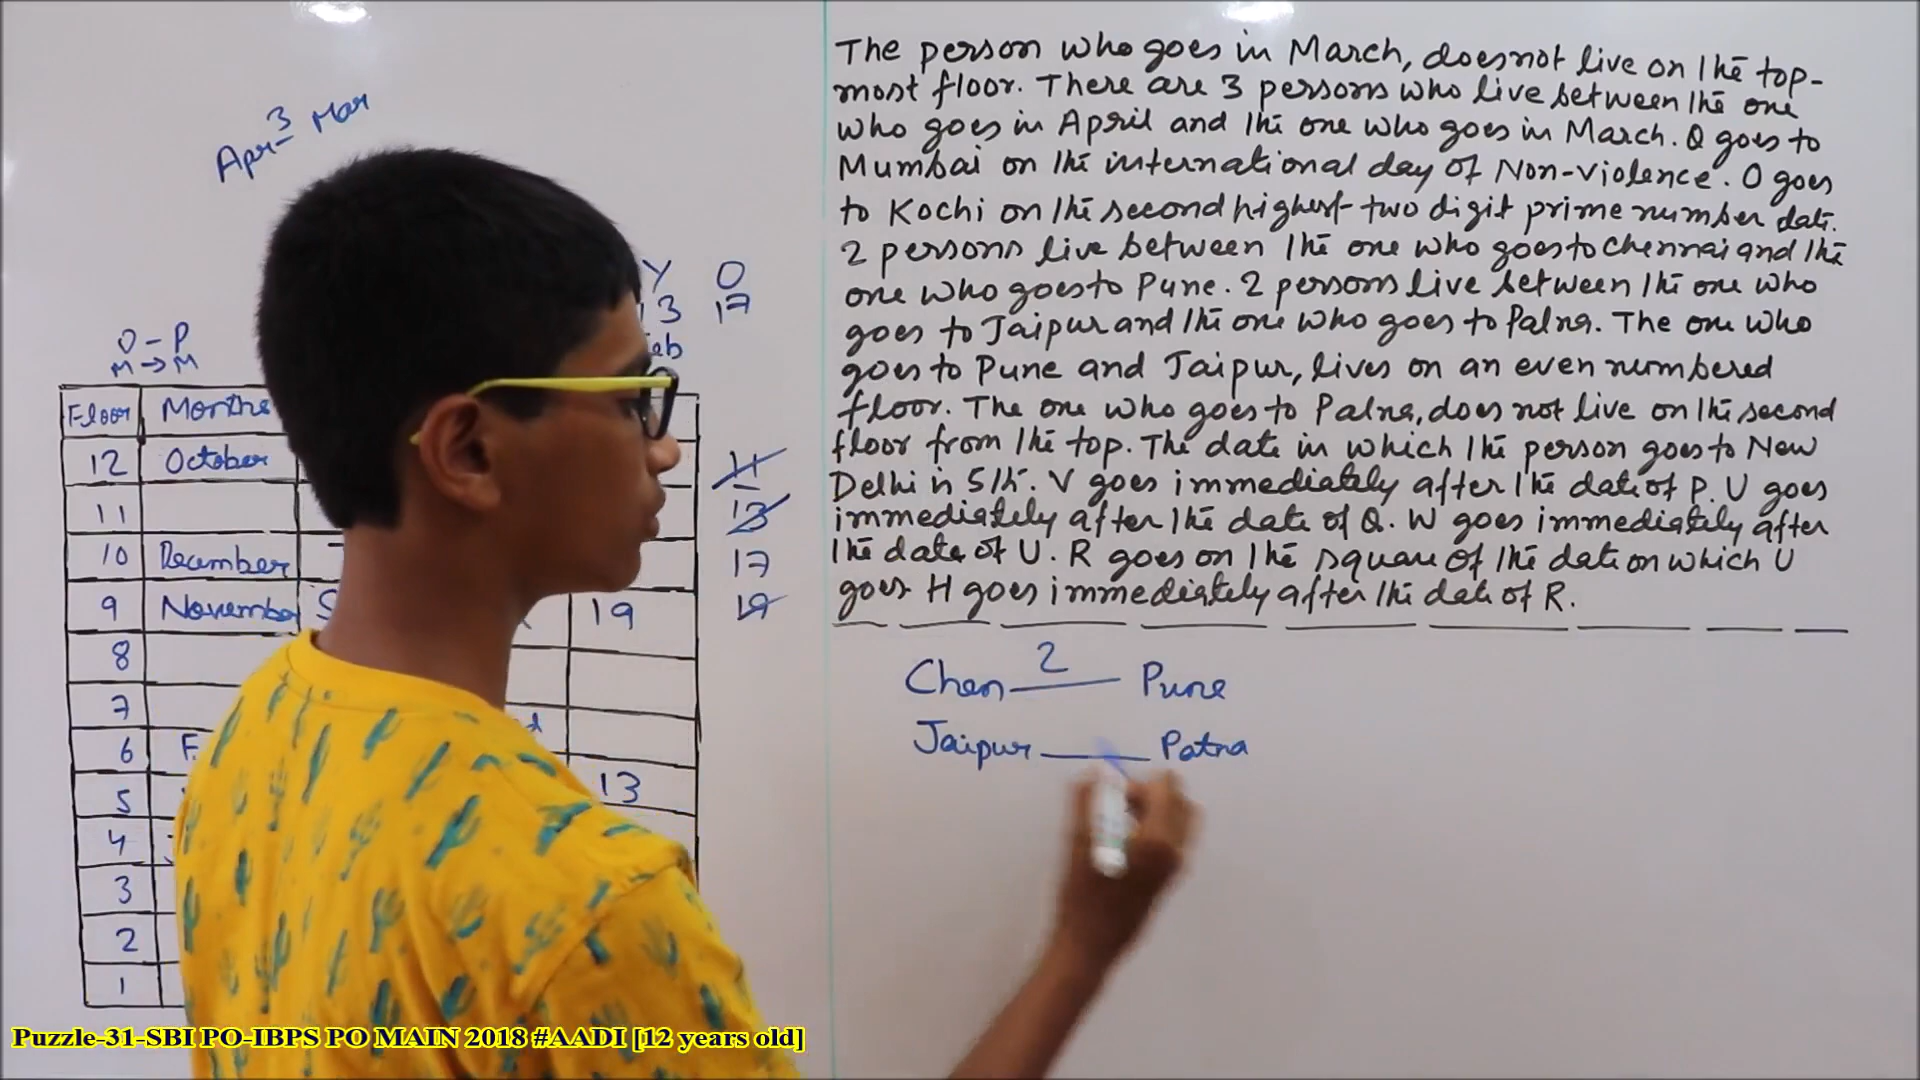 Apr 3 Mar
Y O
13 17
eb
O - P
M → M
Floor Months
12 October
11
10 December
9 November S 19
8
7
6 F
5 13
4
3
2
1
11
13
17
19
The person who goes in March, doesnot live on the top-
most floor. There are 3 persons who live between the one
who goes in April and the one who goes in March. Q goes to
Mumbai on the international day of Non-violence. O goes
to Kochi on the second highest two digit prime number date.
2 persons live between the one who goes to Chennai and the
one who goes to Pune. 2 persons live between the one who
goes to Jaipur and the one who goes to Patna. The one who
goes to Pune and Jaipur, lives on an even numbered
floor. The one who goes to Patna, does not live on the second
floor from the top. The date in which the person goes to New
Delhi is 5th. V goes immediately after the date of P. U goes
immediately after the date of Q. W goes immediately after
the date of U. R goes on the square of the date on which U
goes. H goes immediately after the date of R.
Chen 2 Pune
Jaipur Patna
Puzzle-31-SBI PO-IBPS PO MAIN 2018 #AADI [12 years old]